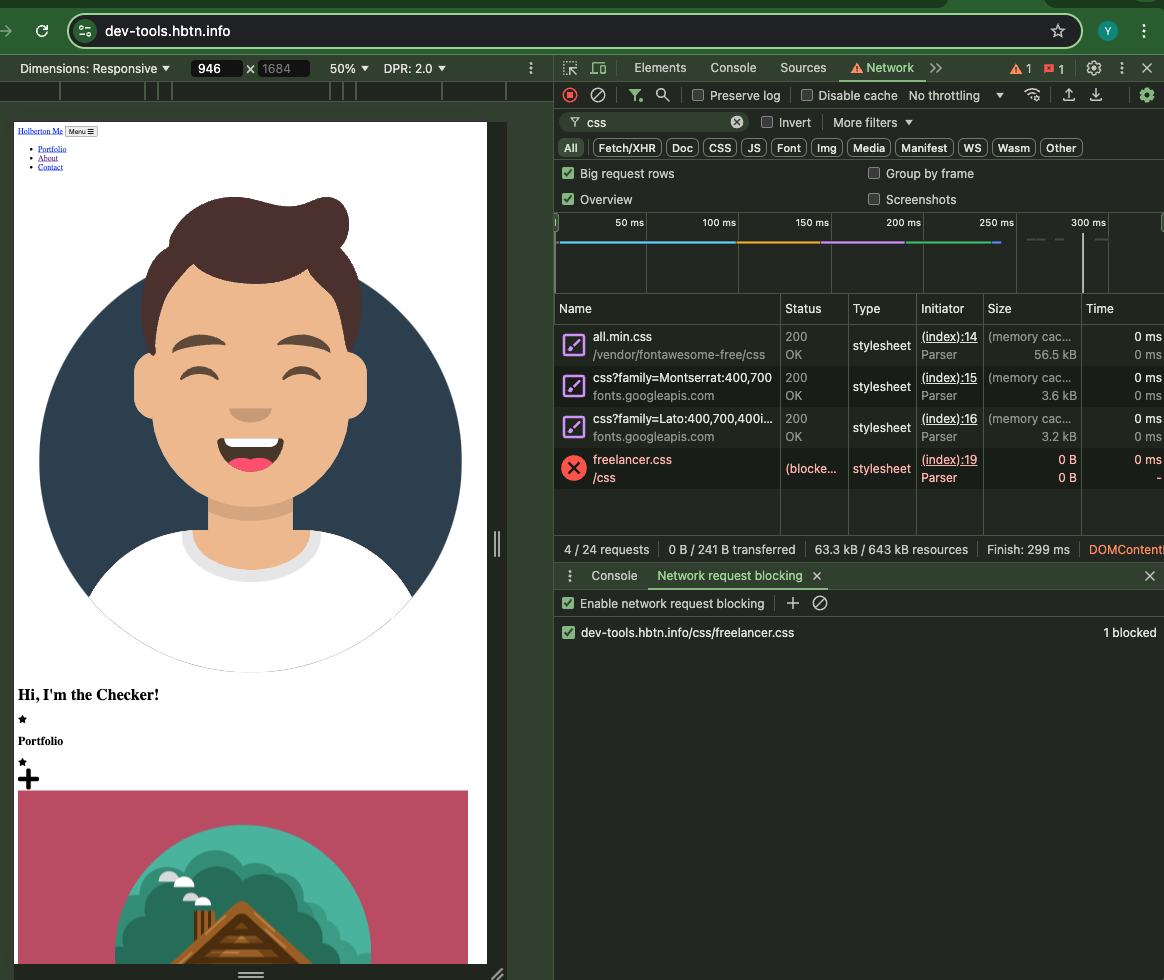 dev-tools.hbtn.info
Y
Dimensions: Responsive 946 × 1684 50% DPR: 2.0
Elements Console Sources Network 1 1
Preserve log Disable cache No throttling
css Invert More filters
All Fetch/XHR Doc CSS JS Font Img Media Manifest WS Wasm Other
Big request rows Group by frame
Overview Screenshots
50 ms 100 ms 150 ms 200 ms 250 ms 300 ms
Name Status Type Initiator Size Time
all.min.css 200 stylesheet (index):14 (memory cac... 0 ms
/vendor/fontawesome-free/css OK Parser 56.5 kB 0 ms
css?family=Montserrat:400,700 200 stylesheet (index):15 (memory cac... 0 ms
fonts.googleapis.com OK Parser 3.6 kB 0 ms
css?family=Lato:400,700,400i... 200 stylesheet (index):16 (memory cac... 0 ms
fonts.googleapis.com OK Parser 3.2 kB 0 ms
freelancer.css (blocke... stylesheet (index):19 0 B 0 ms
/css Parser 0 B -
4 / 24 requests 0 B / 241 B transferred 63.3 kB / 643 kB resources Finish: 299 ms DOMContent
Console Network request blocking
Enable network request blocking
dev-tools.hbtn.info/css/freelancer.css 1 blocked
Holberton Me Menu
Portfolio
About
Contact
Hi, I'm the Checker!
Portfolio